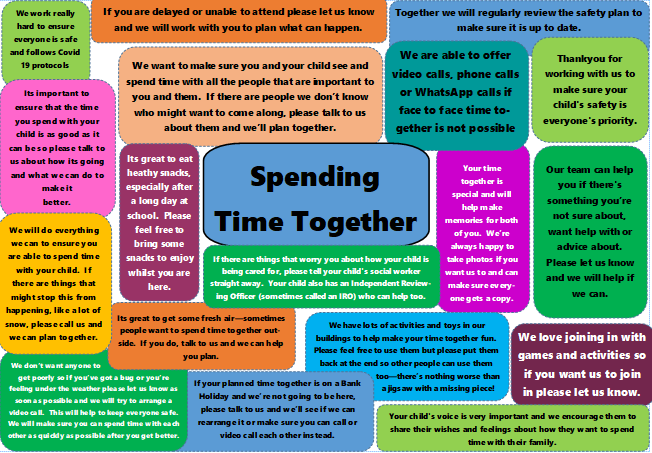 We work really
hard to ensure
everyone is safe
and follows Covid
19 protocols
If you are delayed or unable to attend please let us know
and we will work with you to plan what can happen.
Together we will regularly review the safety plan to
make sure it is up to date.
We want to make sure you and your child see and
spend time with all the people that are important to
you and them. If there are people we don't know
who might want to come along, please talk to us
about them and we'll plan together.
We are able to offer
video calls, phone calls
or WhatsApp calls if
face to face time to-
gether is not possible
Thankyou for
working with us to
make sure your
child's safety is
everyone's priority.
Its important to
ensure that the time
you spend with your
child is as good as it
can be so please talk to
us about how its going
and what we can do to
make it
better.
Its great to eat
heathy snacks,
especially after
a long day at
school. Please
feel free to
bring some
snacks to enjoy
whilst you are
here.
Spending
Time Together
Your time
together is
special and will
help make
memories for both
of you. We're
always happy to
take photos if you
want us to and can
make sure every-
one gets a copy.
Our team can help
you if there's
something you're
not sure about,
want help with or
advice about.
Please let us know
and we will help if
we can.
We will do everything
we can to ensure you
are able to spend time
with your child. If
there are things that
might stop this from
happening, like a lot of
snow, please call us and
we can plan together.
If there are things that worry you about how your child is
being cared for, please tell your child's social worker
straight away. Your child also has an Independent Review-
ing Officer (sometimes called an IRO) who can help too.
Its great to get some fresh air—sometimes
people want to spend time together out-
side. If you do, talk to us and we can help
you plan.
We have lots of activities and toys in our
buildings to help make your time together fun.
Please feel free to use them but please put them
back at the end so other people can use them
too—there's nothing worse than
a jigsaw with a missing piece!
We love joining in with
games and activities so
if you want us to join
in please let us know.
We don't want anyone to
get poorly so if you've got a bug or you're
feeling under the weather please let us know as
soon as possible and we will try to arrange a
video call. This will help to keep everyone safe.
We will make sure you can spend time with each
other as quickly as possible after you get better.
If your planned time together is on a Bank
Holiday and we're not going to be here,
please talk to us and we'll see if we can
rearrange it or make sure you can call or
video call each other instead.
Your child's voice is very important and we encourage them to
share their wishes and feelings about how they want to spend
time with their family.